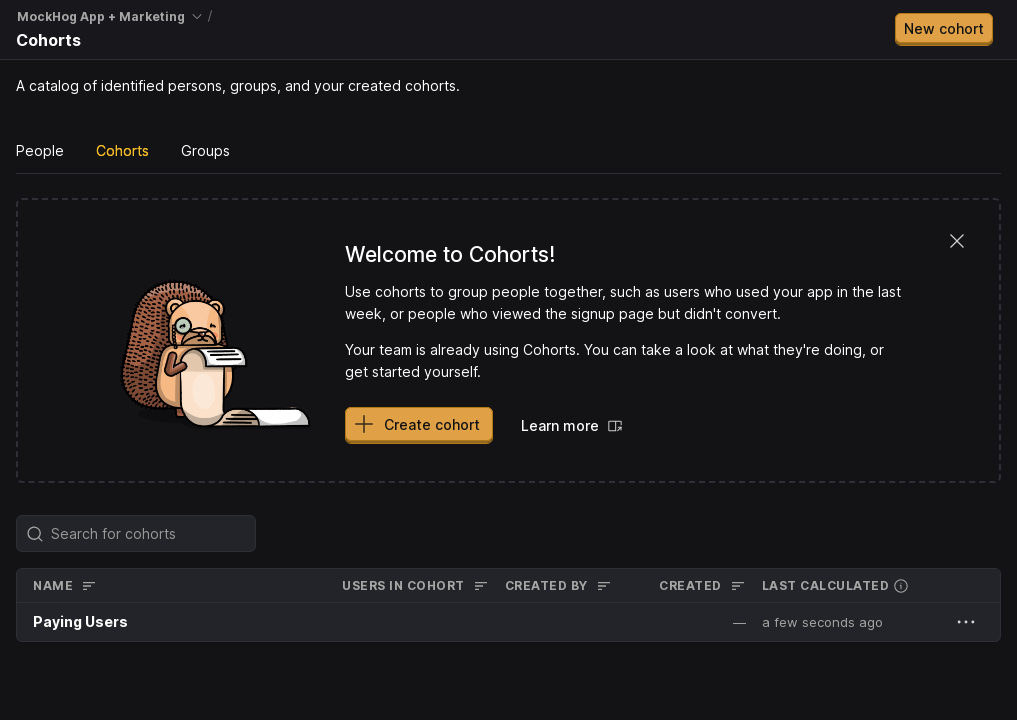 MockHog App + Marketing /
Cohorts
New cohort
A catalog of identified persons, groups, and your created cohorts.
People Cohorts Groups
Welcome to Cohorts!
Use cohorts to group people together, such as users who used your app in the last
week, or people who viewed the signup page but didn't convert.
Your team is already using Cohorts. You can take a look at what they're doing, or
get started yourself.
Create cohort Learn more
Search for cohorts
NAME USERS IN COHORT CREATED BY CREATED LAST CALCULATED
Paying Users — a few seconds ago